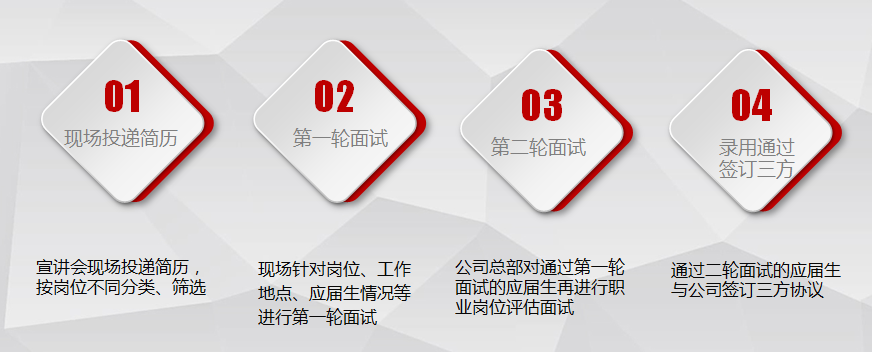 01
现场投递简历
02
第一轮面试
03
第二轮面试
04
录用通过
签订三方
宣讲会现场投递简历，
按岗位不同分类、筛选
现场针对岗位、工作
地点、应届生情况等
进行第一轮面试
公司总部对通过第一轮
面试的应届生再进行职
业岗位评估面试
通过二轮面试的应届生
与公司签订三方协议